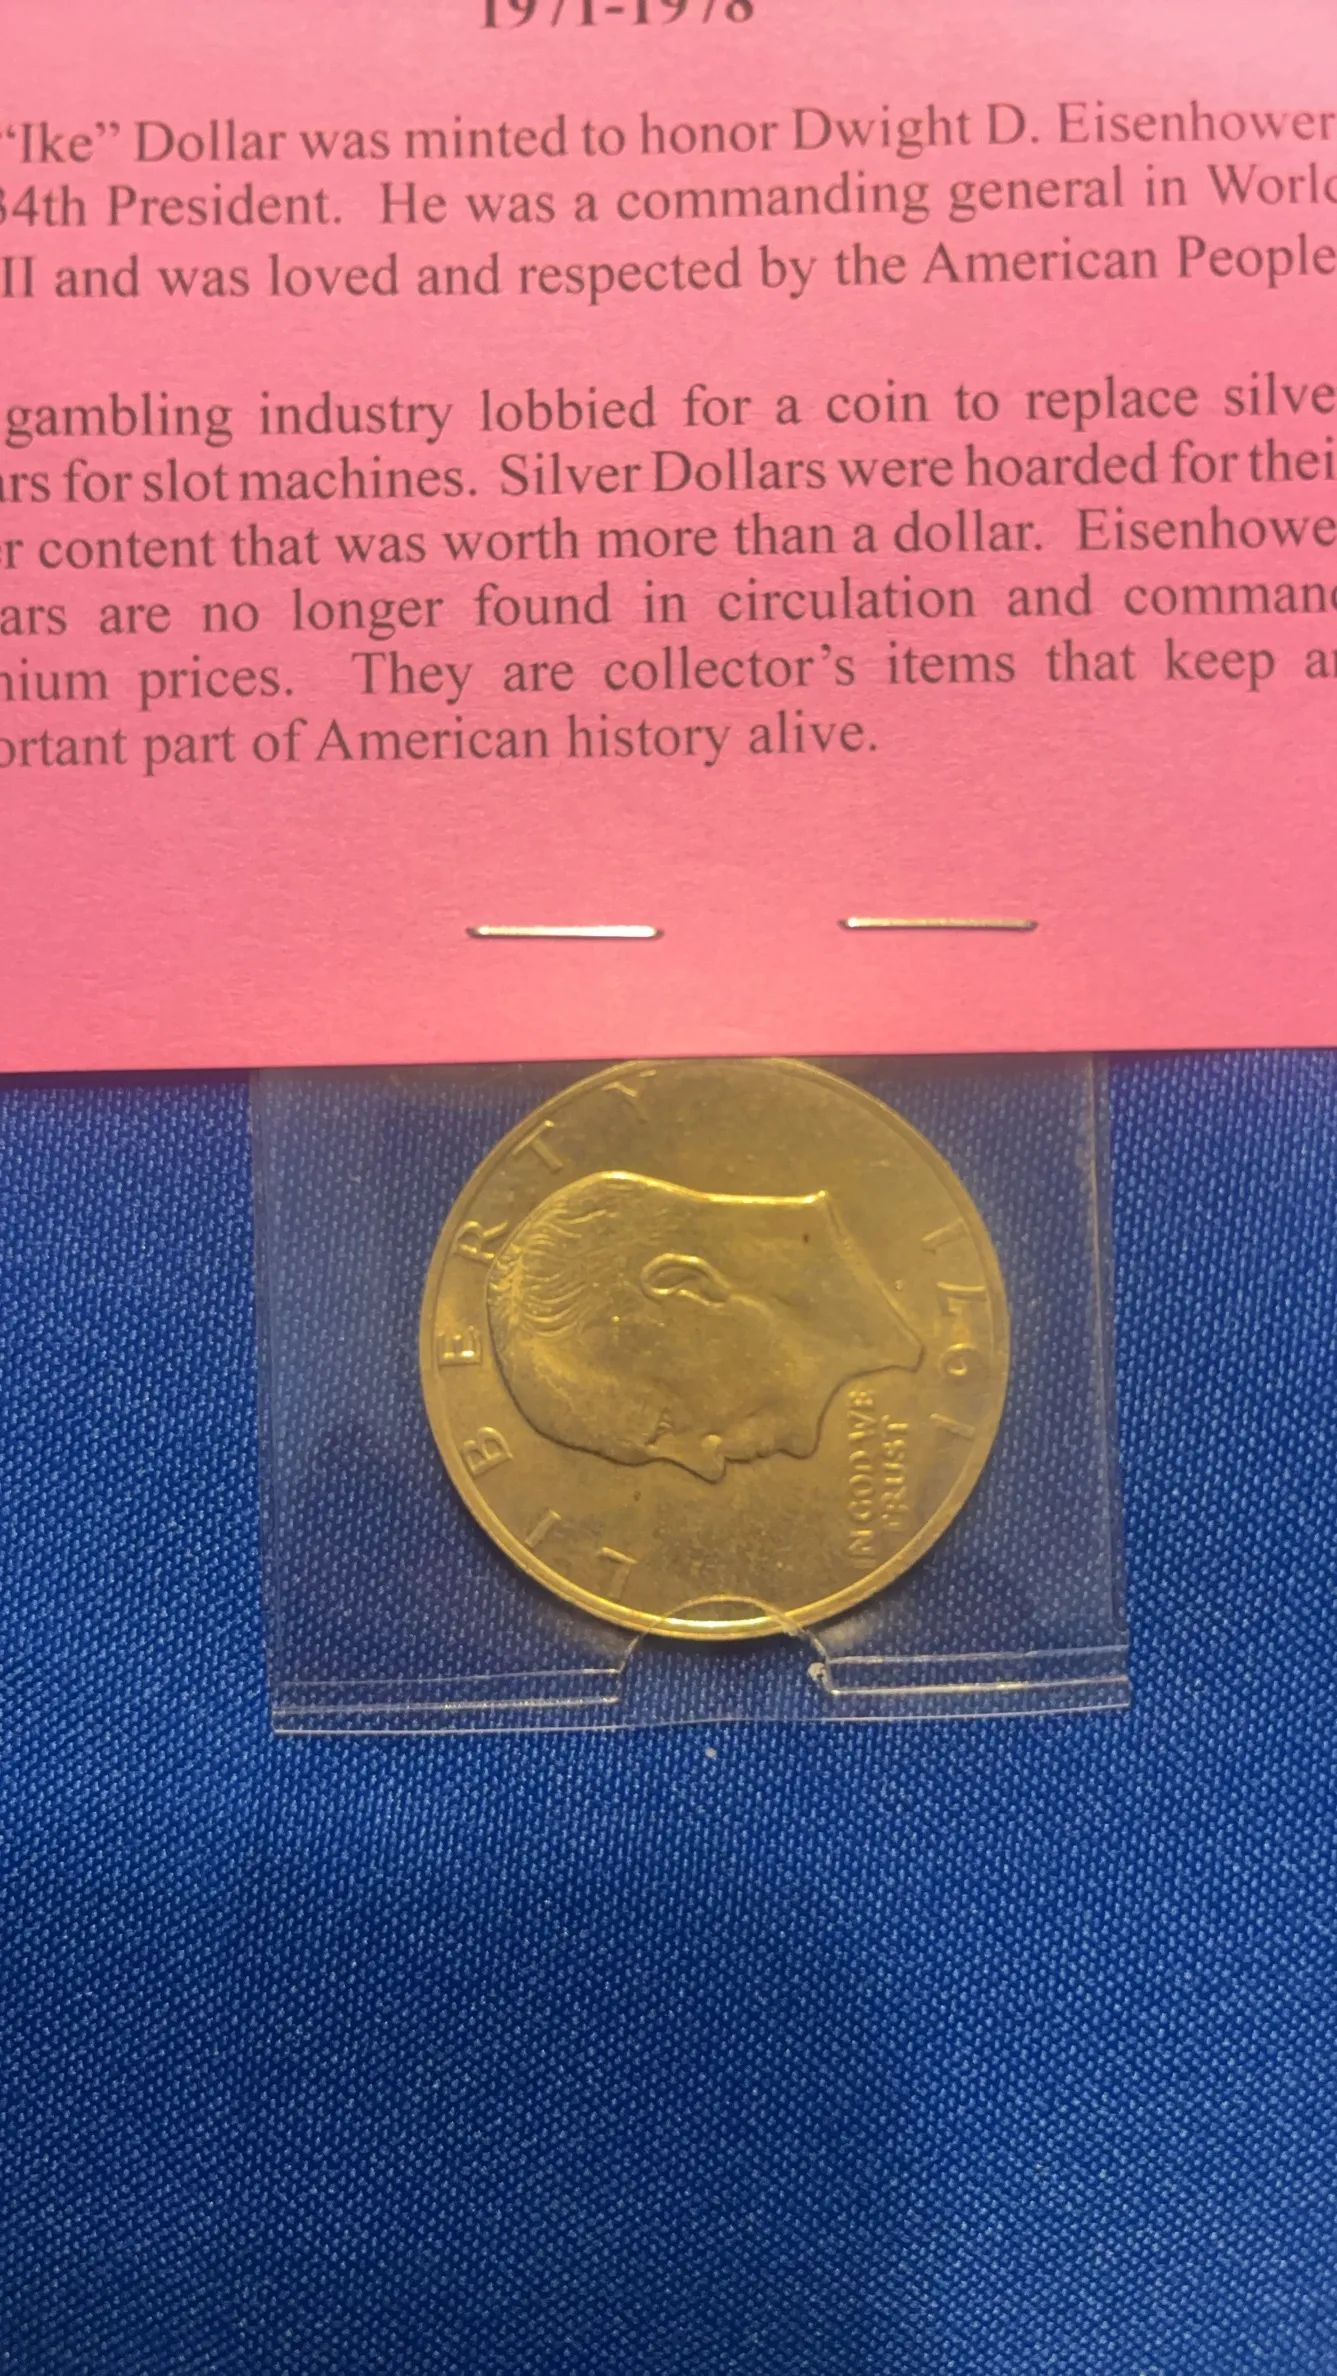 1971-1978
"Ike" Dollar was minted to honor Dwight D. Eisenhower
34th President. He was a commanding general in World
II and was loved and respected by the American People
gambling industry lobbied for a coin to replace silve
ars for slot machines. Silver Dollars were hoarded for thei
r content that was worth more than a dollar. Eisenhowe
ars are no longer found in circulation and comman
nium prices. They are collector's items that keep a
ortant part of American history alive.
LIBERTY
IN GOD WE
TRUST
1971